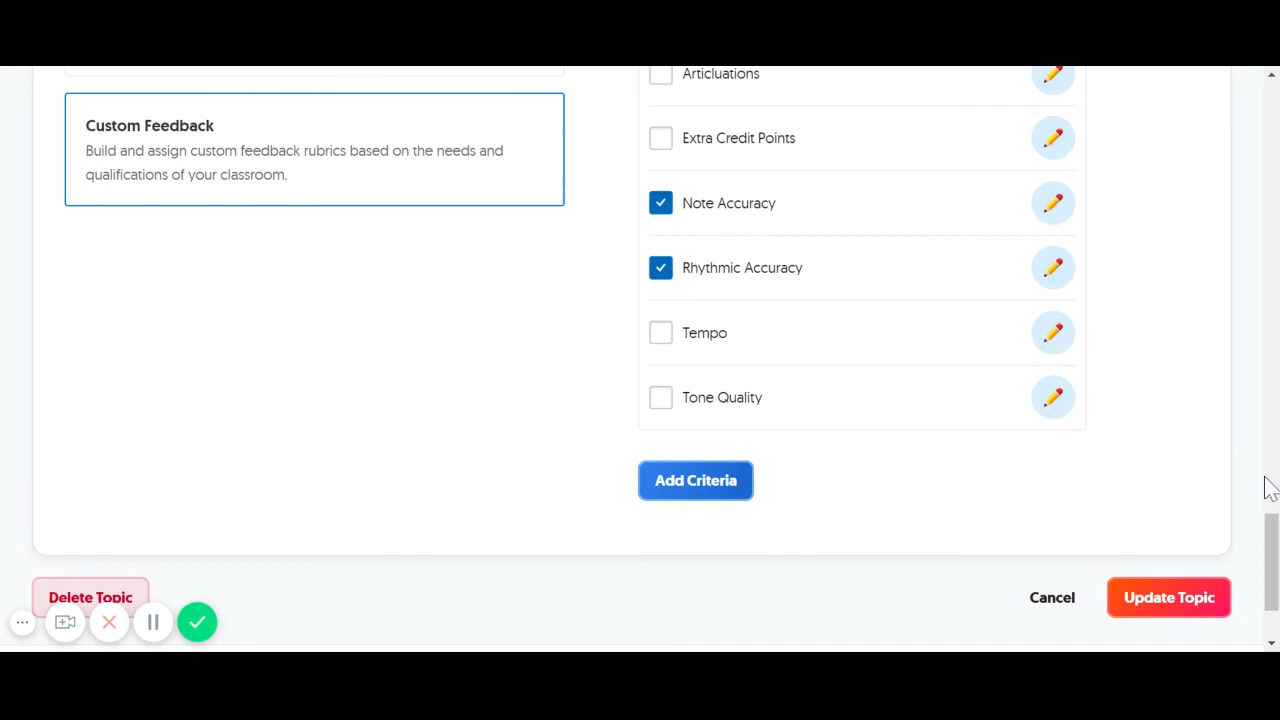 Custom Feedback
Build and assign custom feedback rubrics based on the needs and
qualifications of your classroom.
Articluations
Extra Credit Points
Note Accuracy
Rhythmic Accuracy
Tempo
Tone Quality
Add Criteria
Delete Topic
Cancel
Update Topic